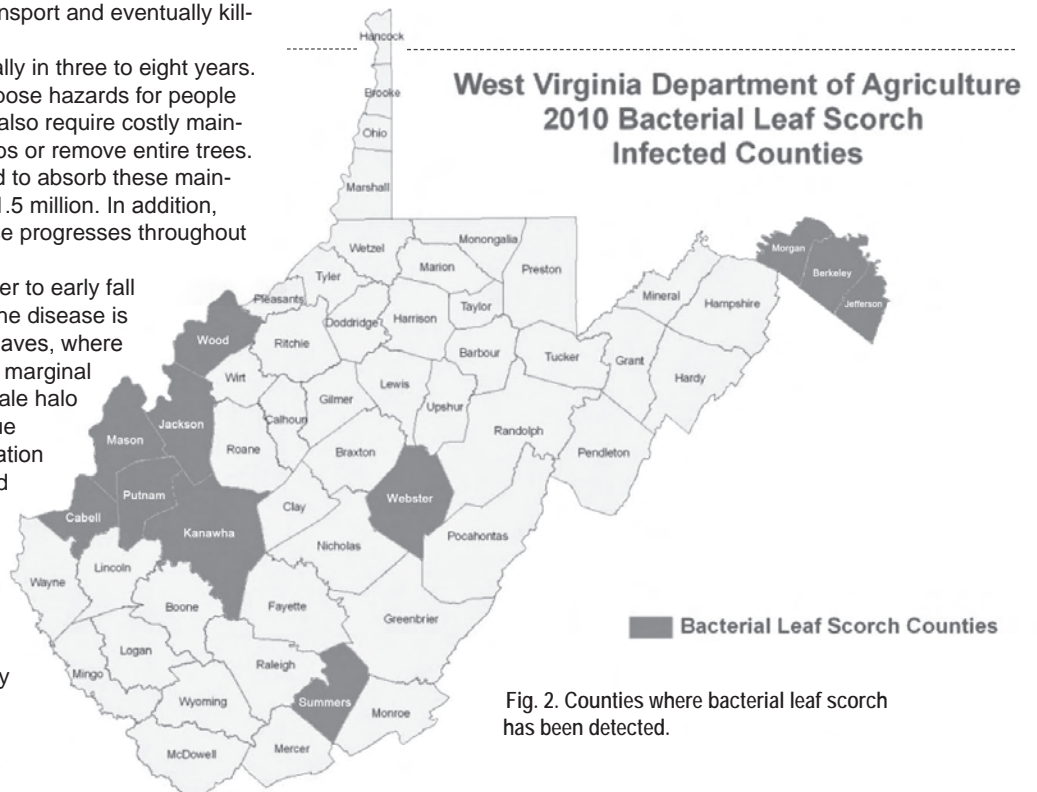 nsport and eventually kill-
ally in three to eight years.
pose hazards for people
also require costly main-
os or remove entire trees.
d to absorb these main-
1.5 million. In addition,
e progresses throughout
er to early fall
ne disease is
aves, where
marginal
ale halo
ue
ation
d
y
West Virginia Department of Agriculture
2010 Bacterial Leaf Scorch
Infected Counties
Hancock
Brooke
Ohio
Marshall
Wetzel
Monongalia
Marion
Preston
Tyler
Pleasants
Doddridge
Harrison
Taylor
Wood
Ritchie
Barbour
Tucker
Mineral
Hampshire
Morgan
Berkeley
Jefferson
Grant
Hardy
Wirt
Lewis
Gilmer
Upshur
Calhoun
Randolph
Pendleton
Jackson
Mason
Roane
Braxton
Putnam
Webster
Cabell
Clay
Kanawha
Nicholas
Pocahontas
Wayne
Lincoln
Boone
Fayette
Greenbrier
Logan
Raleigh
Mingo
Wyoming
Summers
Monroe
McDowell
Mercer
Bacterial Leaf Scorch Counties
Fig. 2. Counties where bacterial leaf scorch
has been detected.